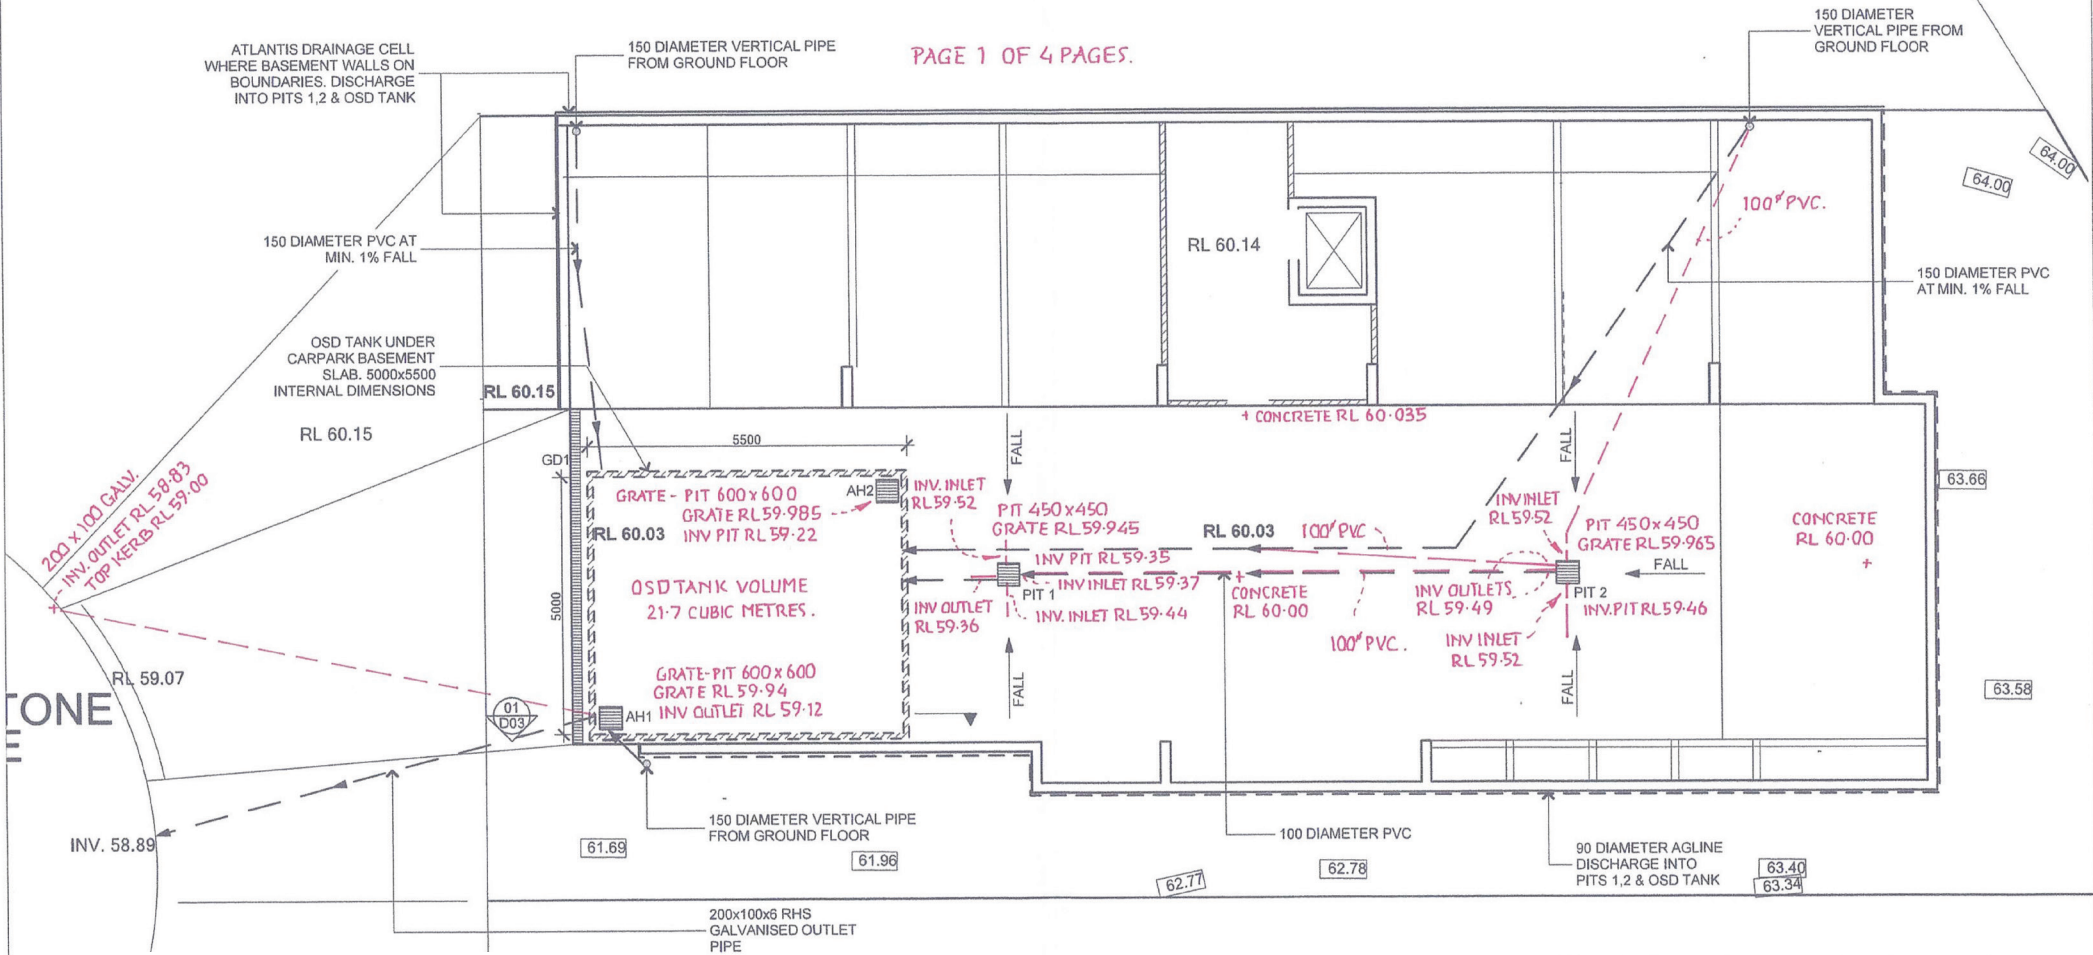 PAGE 1 OF 4 PAGES.
ATLANTIS DRAINAGE CELL
WHERE BASEMENT WALLS ON
BOUNDARIES. DISCHARGE
INTO PITS 1,2 & OSD TANK
150 DIAMETER VERTICAL PIPE
FROM GROUND FLOOR
150 DIAMETER
VERTICAL PIPE FROM
GROUND FLOOR
64.00
64.00
100ø PVC.
150 DIAMETER PVC AT
MIN. 1% FALL
RL 60.14
150 DIAMETER PVC
AT MIN. 1% FALL
OSD TANK UNDER
CARPARK BASEMENT
SLAB. 5000x5500
INTERNAL DIMENSIONS
RL 60.15
RL 60.15
+ CONCRETE RL 60.035
5500
GD1
FALL
FALL
63.66
200 x 100 GALV.
INV. OUTLET RL 58.83
TOP KERB RL 59.00
GRATE - PIT 600 x 600
GRATE RL 59.985
INV PIT RL 59.22
AH2
RL 60.03
INV. INLET
RL 59.52
PIT 450 x 450
GRATE RL 59.945
INV PIT RL 59.35
INV INLET RL 59.37
INV. INLET RL 59.44
PIT 1
INV OUTLET
RL 59.36
RL 60.03
100ø PVC
CONCRETE
RL 60.00
100ø PVC.
INV INLET
RL 59.52
PIT 450 x 450
GRATE RL 59.965
FALL
PIT 2
INV. PIT RL 59.46
INV OUTLETS
RL 59.49
INV INLET
RL 59.52
CONCRETE
RL 60.00
+
OSD TANK VOLUME
21.7 CUBIC METRES.
5000
GRATE-PIT 600 x 600
GRATE RL 59.94
INV OUTLET RL 59.12
AH1
FALL
FALL
RL 59.07
TONE
E
01
D03
63.58
INV. 58.89
150 DIAMETER VERTICAL PIPE
FROM GROUND FLOOR
100 DIAMETER PVC
90 DIAMETER AGLINE
DISCHARGE INTO
PITS 1,2 & OSD TANK
61.69
61.96
62.77
62.78
63.40
63.34
200x100x6 RHS
GALVANISED OUTLET
PIPE